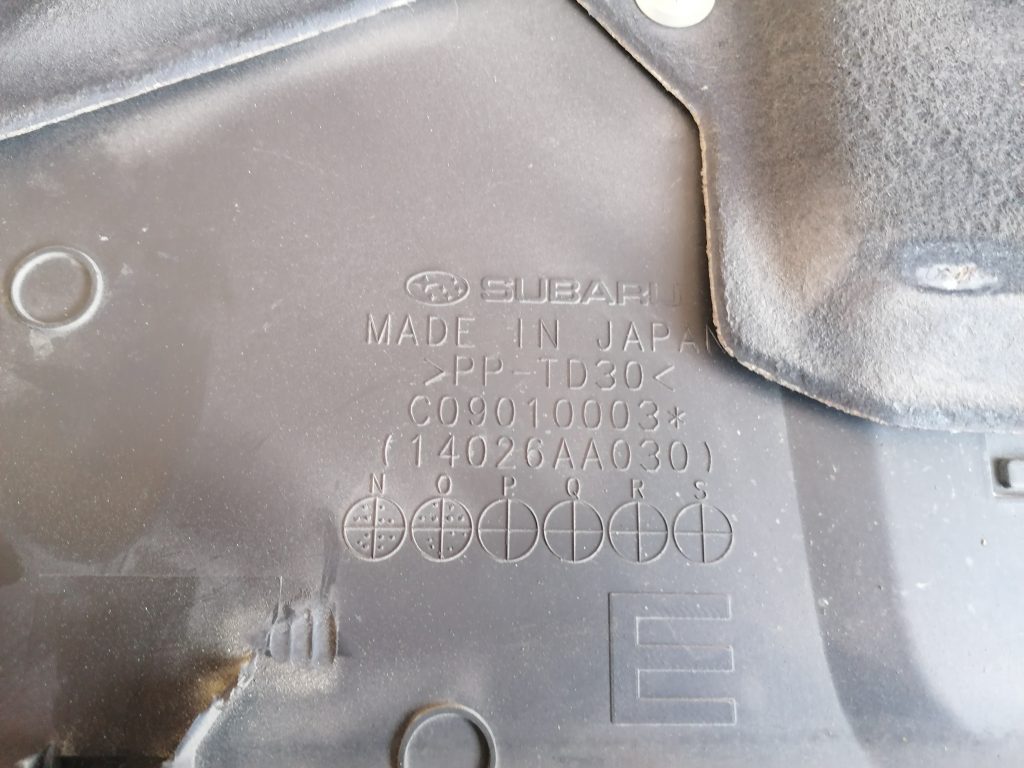 SUBARU
MADE IN JAPAN
>PP-TD30<
C09010003*
(14026AA030)
N O P Q R S
E